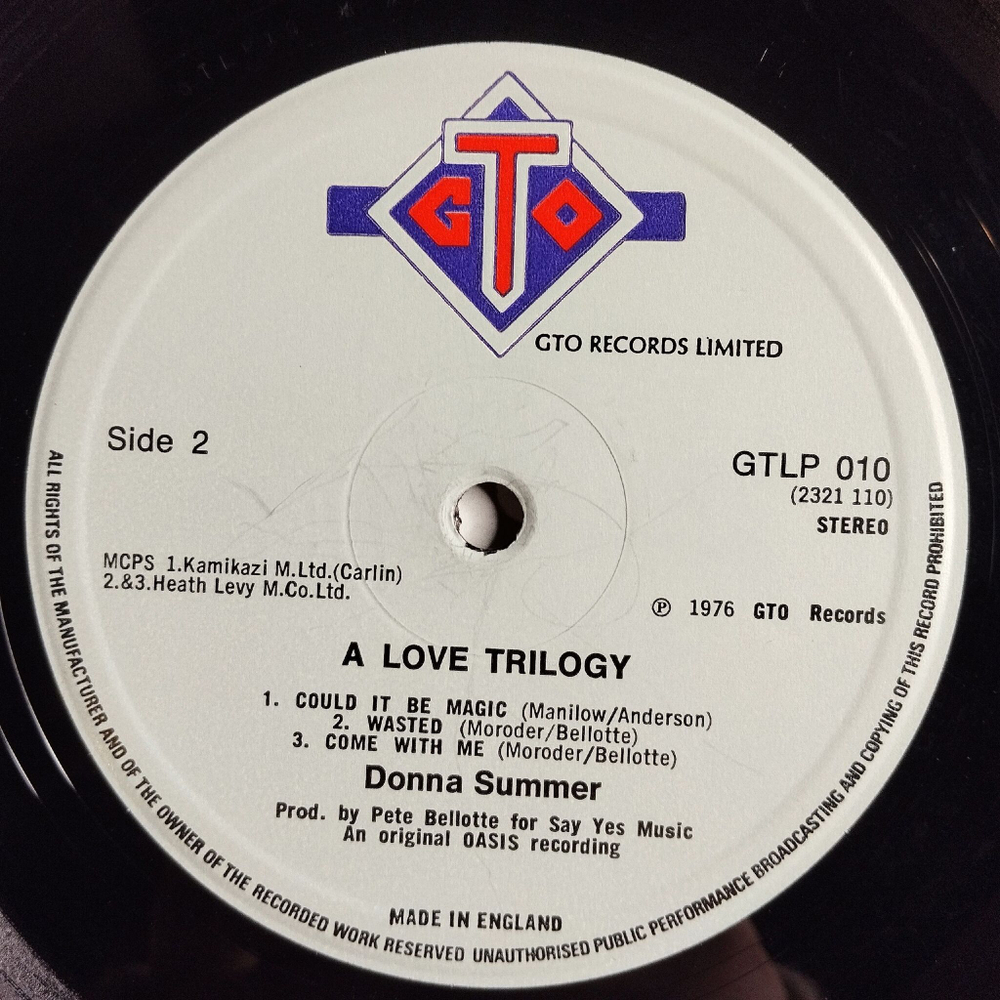 GTO
GTO RECORDS LIMITED
Side 2
GTLP 010
(2321 110)
STEREO
MCPS 1.Kamikazi M.Ltd.(Carlin)
2.&3.Heath Levy M.Co.Ltd.
℗ 1976 GTO Records
A LOVE TRILOGY
1. COULD IT BE MAGIC (Manilow/Anderson)
2. WASTED (Moroder/Bellotte)
3. COME WITH ME (Moroder/Bellotte)
Donna Summer
Prod. by Pete Bellotte for Say Yes Music
An original OASIS recording
MADE IN ENGLAND
ALL RIGHTS OF THE MANUFACTURER AND OF THE OWNER OF THE RECORDED WORK RESERVED UNAUTHORISED PUBLIC PERFORMANCE BROADCASTING AND COPYING OF THIS RECORD PROHIBITED